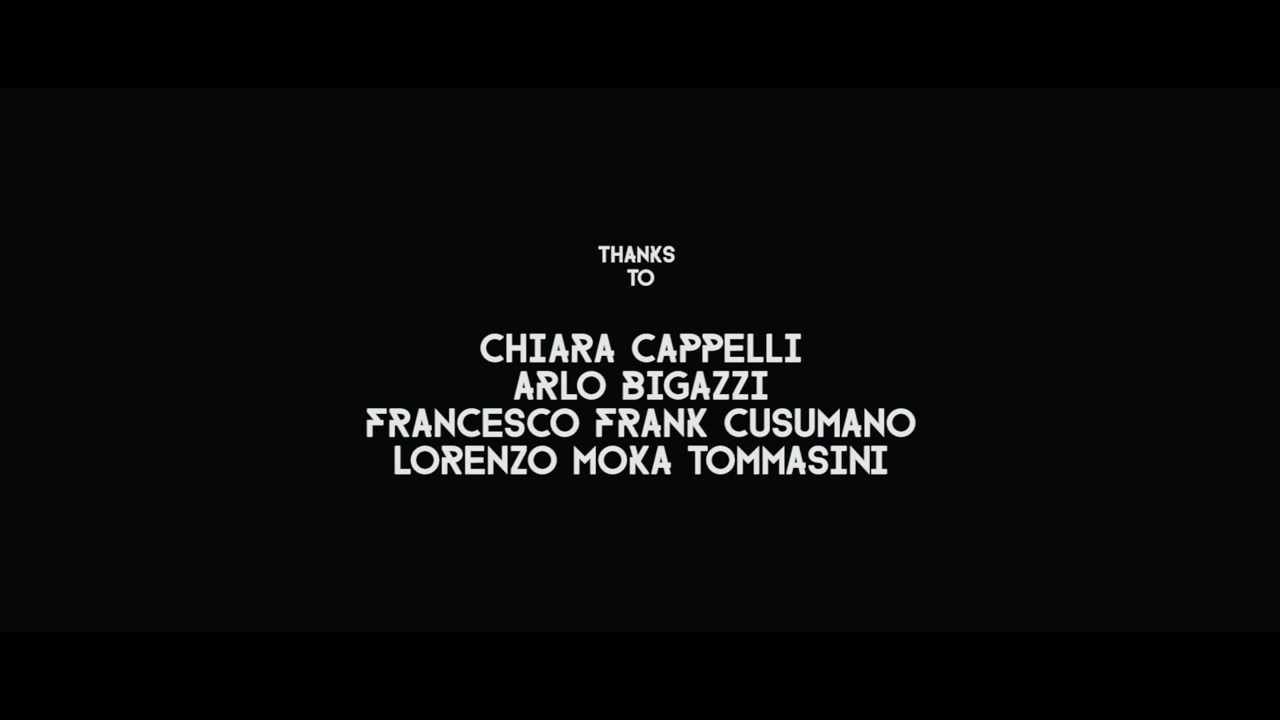 THANKS
TO
CHIARA CAPPELLI
ARLO BIGAZZI
FRANCESCO FRANK CUSUMANO
LORENZO MOKA TOMMASINI